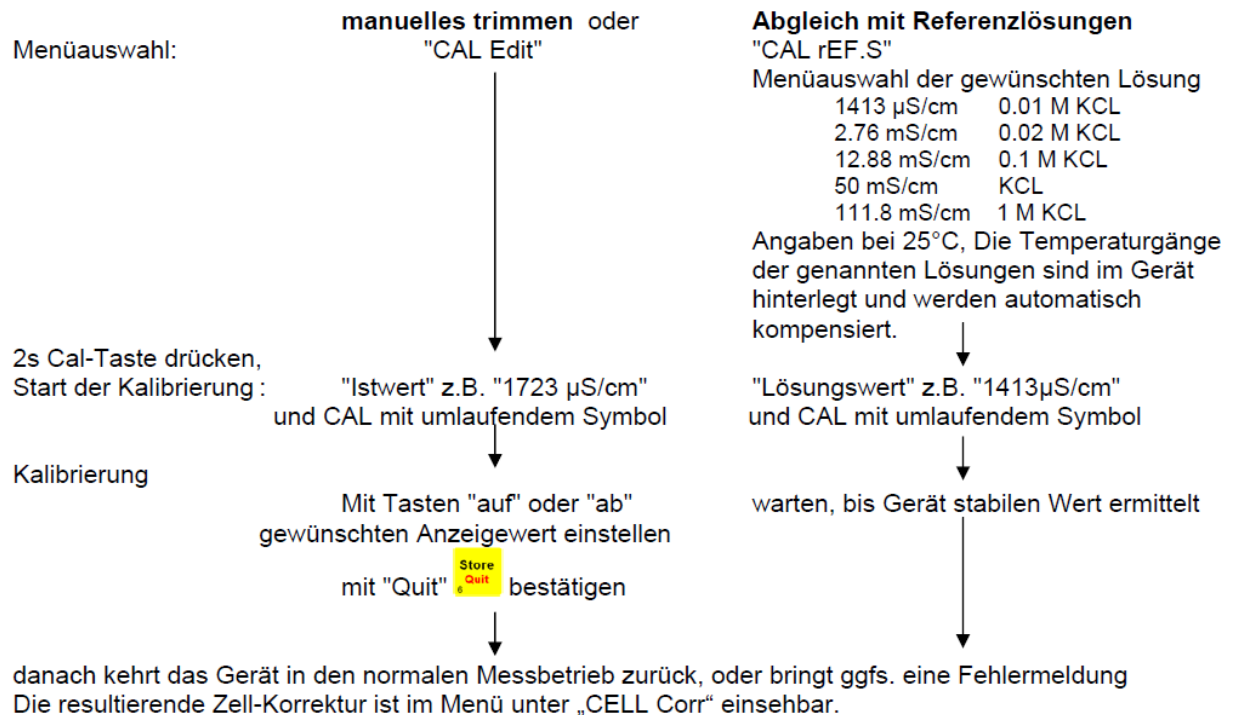 manuelles trimmen oder
Menüauswahl: "CAL Edit"
Abgleich mit Referenzlösungen
"CAL rEF.S"
Menüauswahl der gewünschten Lösung
1413 µS/cm 0.01 M KCL
2.76 mS/cm 0.02 M KCL
12.88 mS/cm 0.1 M KCL
50 mS/cm KCL
111.8 mS/cm 1 M KCL
Angaben bei 25°C, Die Temperaturgänge
der genannten Lösungen sind im Gerät
hinterlegt und werden automatisch
kompensiert.
2s Cal-Taste drücken,
Start der Kalibrierung :
"Istwert" z.B. "1723 µS/cm"
und CAL mit umlaufendem Symbol
"Lösungswert" z.B. "1413µS/cm"
und CAL mit umlaufendem Symbol
Kalibrierung
Mit Tasten "auf" oder "ab"
gewünschten Anzeigewert einstellen
mit "Quit" Store Quit 6 bestätigen
warten, bis Gerät stabilen Wert ermittelt
danach kehrt das Gerät in den normalen Messbetrieb zurück, oder bringt ggfs. eine Fehlermeldung
Die resultierende Zell-Korrektur ist im Menü unter „CELL Corr“ einsehbar.